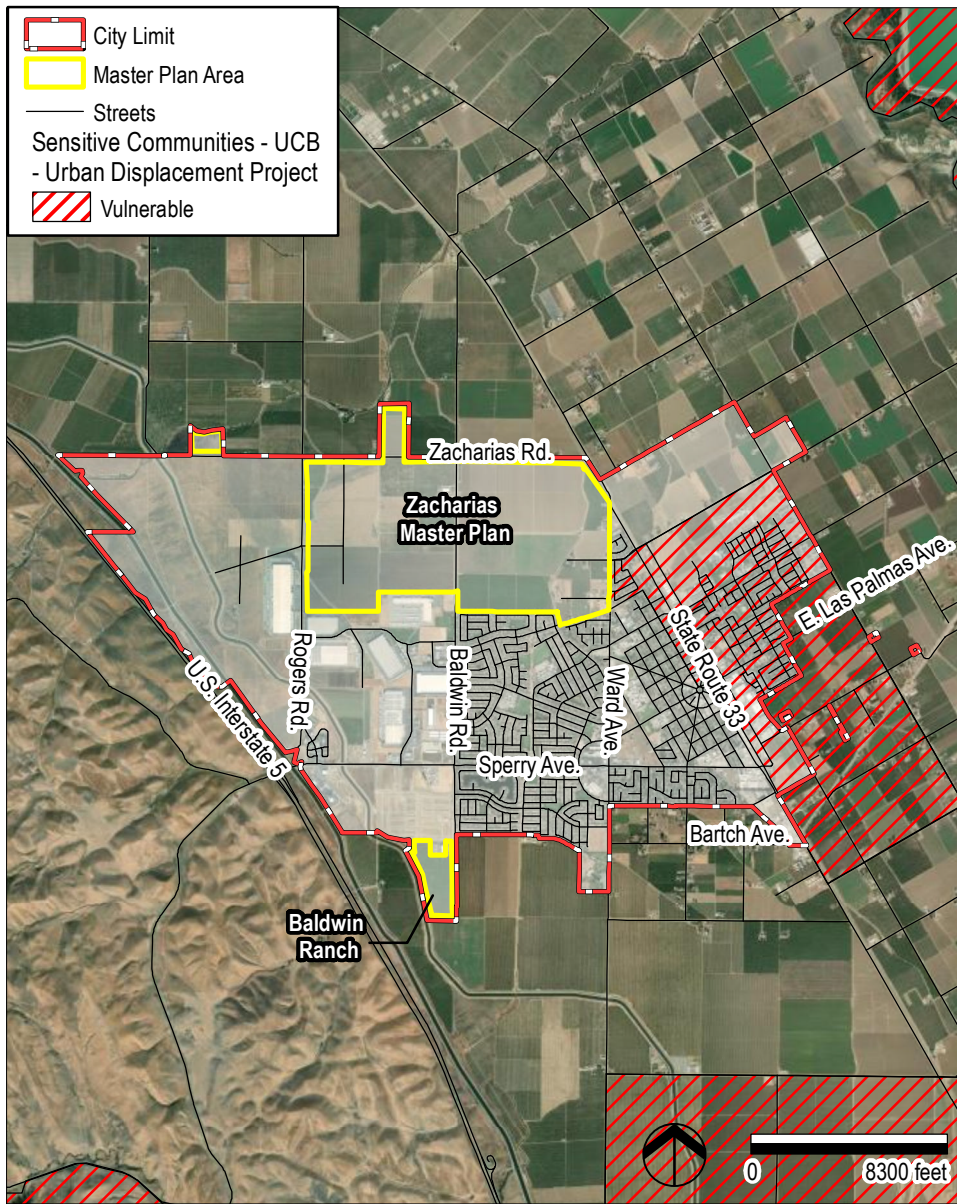 City Limit
Master Plan Area
Streets
Sensitive Communities - UCB
- Urban Displacement Project
Vulnerable
Zacharias Rd.
Zacharias
Master Plan
E. Las Palmas Ave.
State Route 33
Rogers Rd.
Baldwin Rd.
Ward Ave.
U.S. Interstate 5
Sperry Ave.
Bartch Ave.
Baldwin
Ranch
0
8300 feet